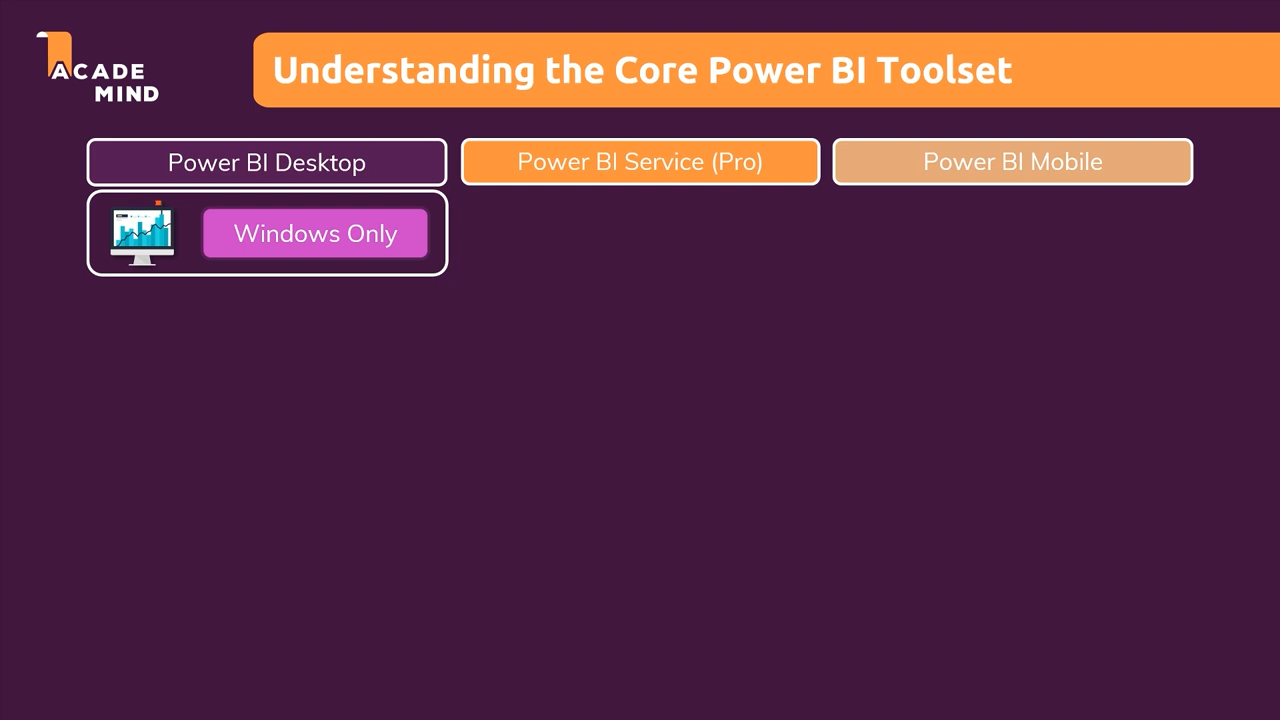 ACADE
MIND
Understanding the Core Power BI Toolset
Power BI Desktop
Power BI Service (Pro)
Power BI Mobile
Windows Only